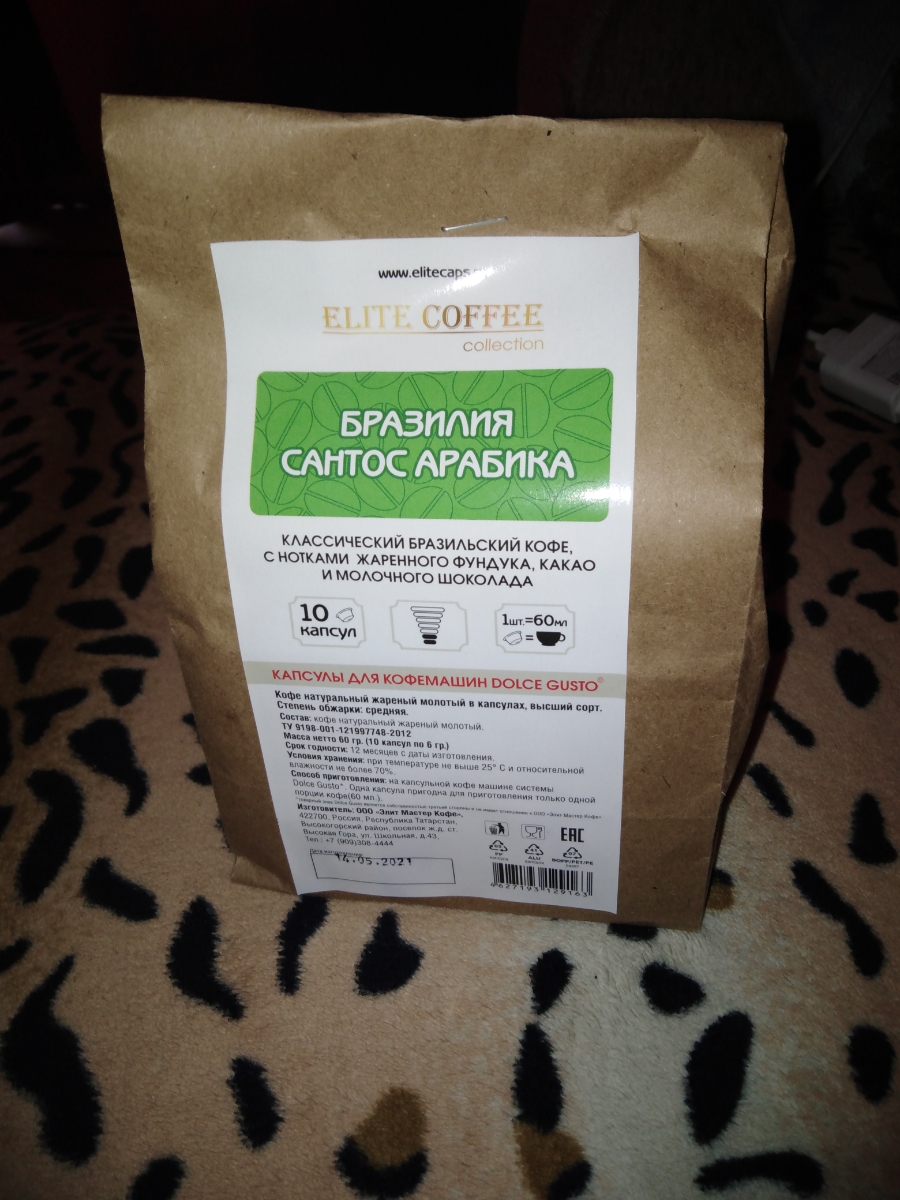 www.elitecaps.
ELITE COFFEE
collection
БРАЗИЛИЯ
САНТОС АРАБИКА
КЛАССИЧЕСКИЙ БРАЗИЛЬСКИЙ КОФЕ,
С НОТКАМИ ЖАРЕННОГО ФУНДУКА, КАКАО
И МОЛОЧНОГО ШОКОЛАДА
10
капсул
1шт.=60мл
=
КАПСУЛЫ ДЛЯ КОФЕМАШИН DOLCE GUSTO©
Кофе натуральный жареный молотый в капсулах, высший сорт.
Степень обжарки: средняя.
Состав: кофе натуральный жареный молотый.
ТУ 9198-001-121997748-2012
Масса нетто 60 гр. (10 капсул по 6 гр.)
Срок годности: 12 месяцев с даты изготовления.
Условия хранения: при температуре не выше 25° С и относительной
влажности не более 70%.
Способ приготовления: на капсульной кофе машине системы
Dolce Gusto*. Одна капсула пригодна для приготовления только одной
порции кофе(60 мл.).
Изготовитель: ООО «Элит Мастер Кофе»,
422700, Россия, Республика Татарстан,
Высокогорский район, поселок ж.д. ст.
Высокая Гора, ул. Школьная, д.43.
Тел.: +7 (909)308-4444
14.05.2021
EAC
PP
ALU
BOPP/PET/PE
4627193129163